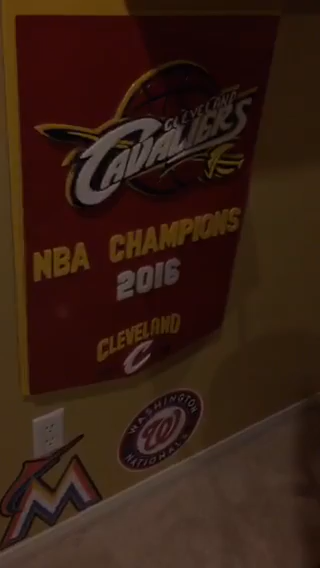 CLEVELAND
CAVALIERS
NBA CHAMPIONS
2016
CLEVELAND
C
WASHINGTON
W
NATIONALS
M